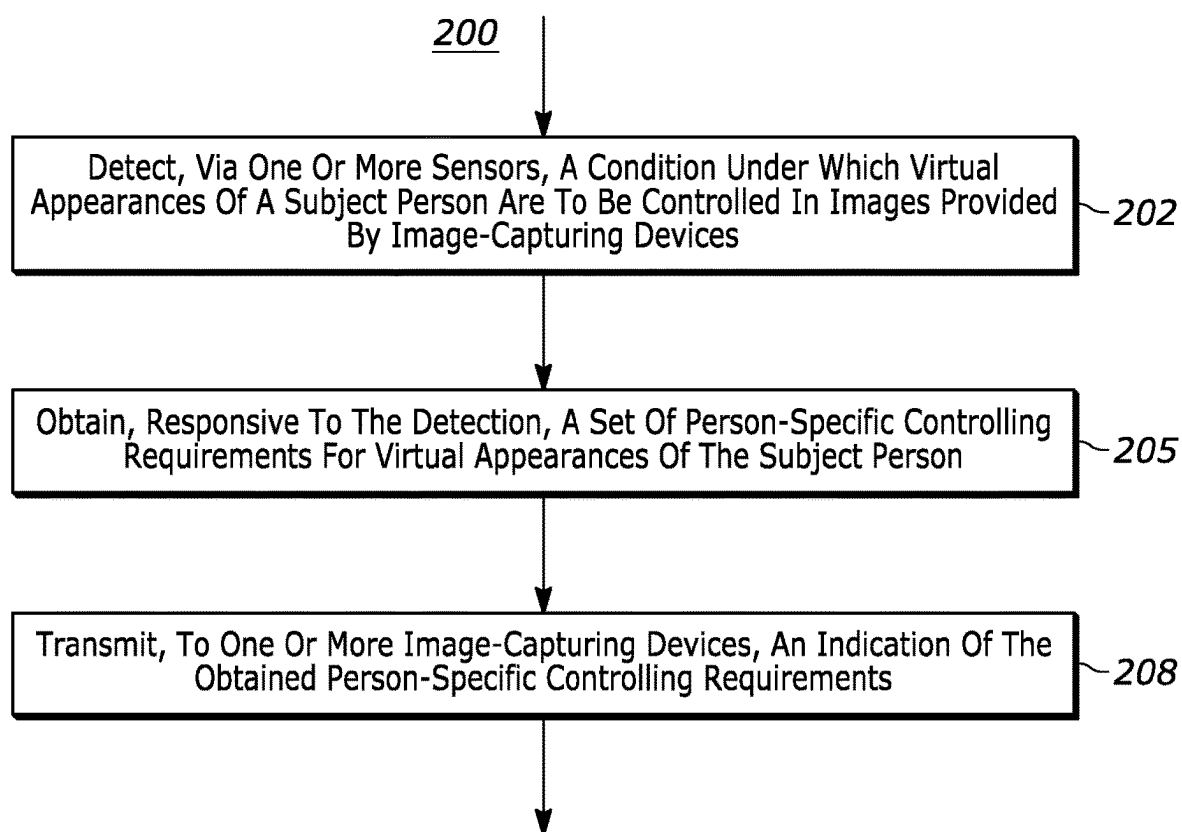 200
Detect, Via One Or More Sensors, A Condition Under Which Virtual
Appearances Of A Subject Person Are To Be Controlled In Images Provided
By Image-Capturing Devices
202
Obtain, Responsive To The Detection, A Set Of Person-Specific Controlling
Requirements For Virtual Appearances Of The Subject Person
205
Transmit, To One Or More Image-Capturing Devices, An Indication Of The
Obtained Person-Specific Controlling Requirements
208